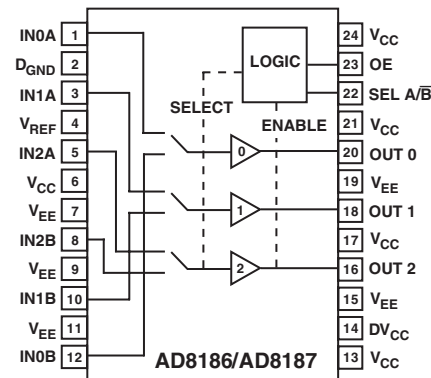 IN0A 1
DGND 2
IN1A 3
VREF 4
IN2A 5
VCC 6
VEE 7
IN2B 8
VEE 9
IN1B 10
VEE 11
IN0B 12
LOGIC
SELECT
ENABLE
0
1
2
24 VCC
23 OE
22 SEL A/B̅
21 VCC
20 OUT 0
19 VEE
18 OUT 1
17 VCC
16 OUT 2
15 VEE
14 DVCC
13 VCC
AD8186/AD8187